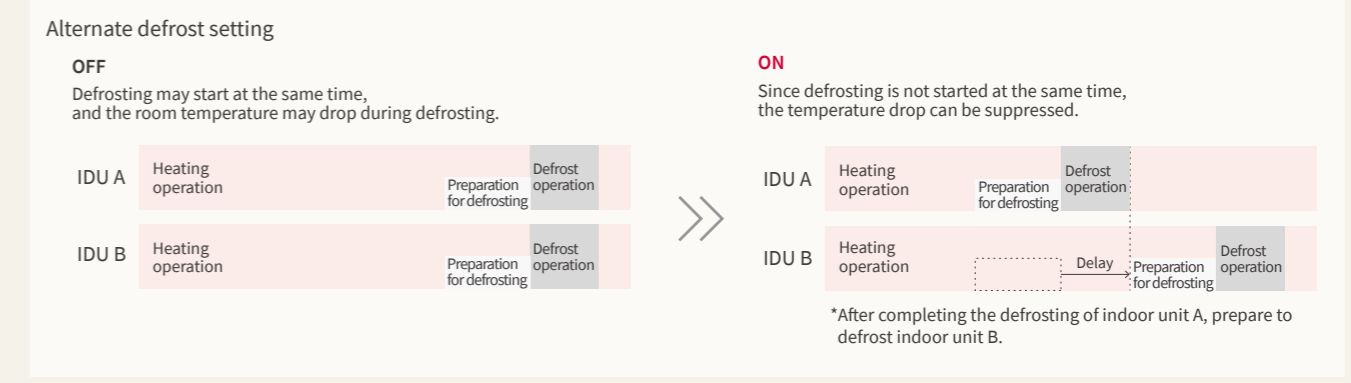 Alternate defrost setting
OFF
Defrosting may start at the same time,
and the room temperature may drop during defrosting.
IDU A
Heating
operation
Preparation
for defrosting
Defrost
operation
IDU B
Heating
operation
Preparation
for defrosting
Defrost
operation
ON
Since defrosting is not started at the same time,
the temperature drop can be suppressed.
IDU A
Heating
operation
Preparation
for defrosting
Defrost
operation
IDU B
Heating
operation
Delay
Preparation
for defrosting
Defrost
operation
*After completing the defrosting of indoor unit A, prepare to
defrost indoor unit B.